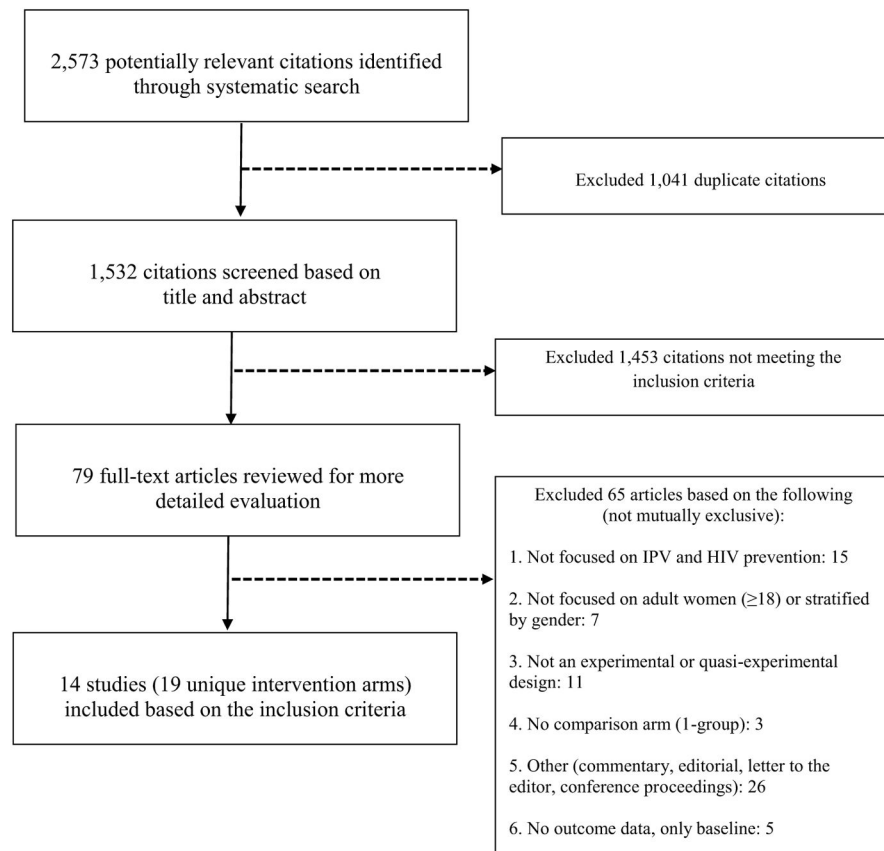 2,573 potentially relevant citations identified
through systematic search
Excluded 1,041 duplicate citations
1,532 citations screened based on
title and abstract
Excluded 1,453 citations not meeting the
inclusion criteria
79 full-text articles reviewed for more
detailed evaluation
Excluded 65 articles based on the following
(not mutually exclusive):
1. Not focused on IPV and HIV prevention: 15
2. Not focused on adult women (≥18) or stratified
by gender: 7
3. Not an experimental or quasi-experimental
design: 11
4. No comparison arm (1-group): 3
5. Other (commentary, editorial, letter to the
editor, conference proceedings): 26
6. No outcome data, only baseline: 5
14 studies (19 unique intervention arms)
included based on the inclusion criteria